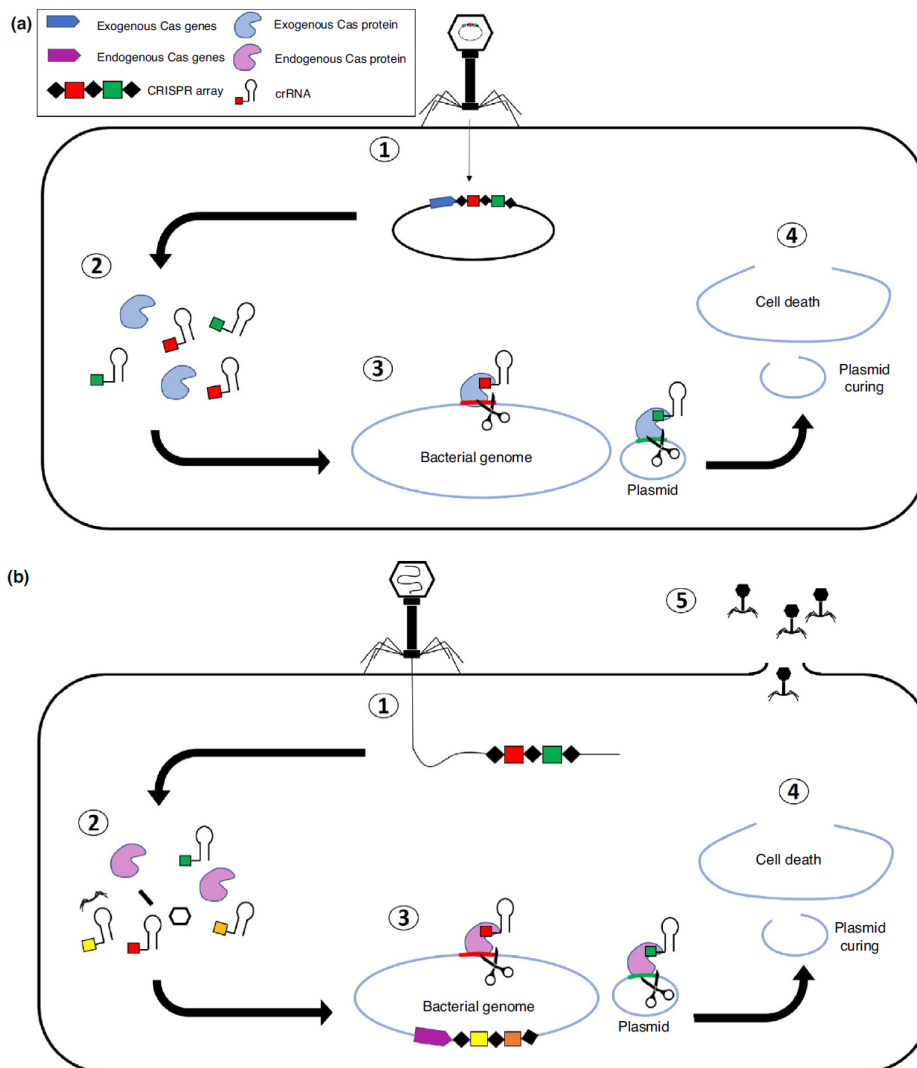 (a)
Exogenous Cas genes
Exogenous Cas protein
Endogenous Cas genes
Endogenous Cas protein
CRISPR array
crRNA
1
2
3
4
Cell death
Plasmid
curing
Bacterial genome
Plasmid
(b)
5
1
2
3
4
Cell death
Plasmid
curing
Bacterial genome
Plasmid